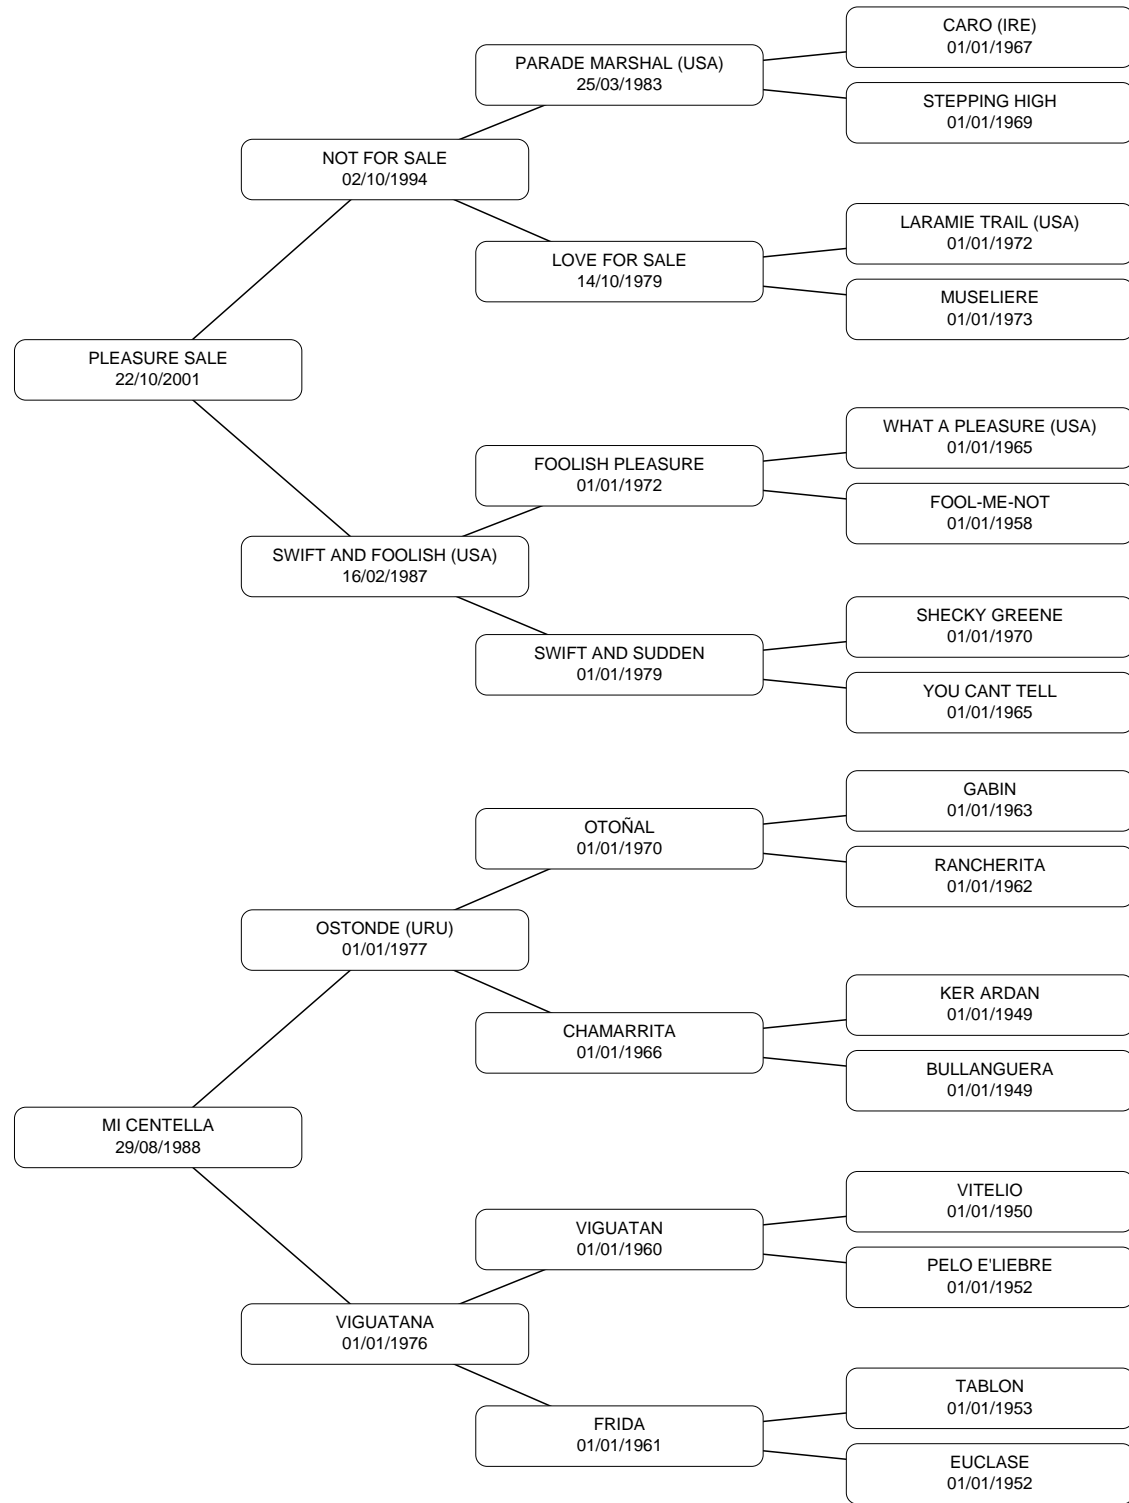 CARO (IRE)
01/01/1967
PARADE MARSHAL (USA)
25/03/1983
STEPPING HIGH
01/01/1969
NOT FOR SALE
02/10/1994
LARAMIE TRAIL (USA)
01/01/1972
LOVE FOR SALE
14/10/1979
MUSELIERE
01/01/1973
PLEASURE SALE
22/10/2001
WHAT A PLEASURE (USA)
01/01/1965
FOOLISH PLEASURE
01/01/1972
FOOL-ME-NOT
01/01/1958
SWIFT AND FOOLISH (USA)
16/02/1987
SHECKY GREENE
01/01/1970
SWIFT AND SUDDEN
01/01/1979
YOU CANT TELL
01/01/1965
GABIN
01/01/1963
OTOÑAL
01/01/1970
RANCHERITA
01/01/1962
OSTONDE (URU)
01/01/1977
KER ARDAN
01/01/1949
CHAMARRITA
01/01/1966
BULLANGUERA
01/01/1949
MI CENTELLA
29/08/1988
VITELIO
01/01/1950
VIGUATAN
01/01/1960
PELO E'LIEBRE
01/01/1952
VIGUATANA
01/01/1976
TABLON
01/01/1953
FRIDA
01/01/1961
EUCLASE
01/01/1952